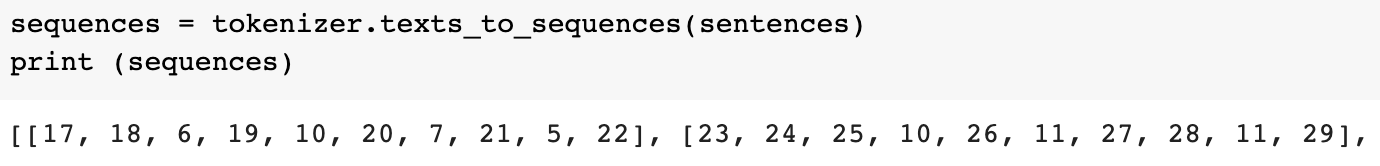 sequences = tokenizer.texts_to_sequences(sentences)
print (sequences)
[[17, 18, 6, 19, 10, 20, 7, 21, 5, 22], [23, 24, 25, 10, 26, 11, 27, 28, 11, 29],